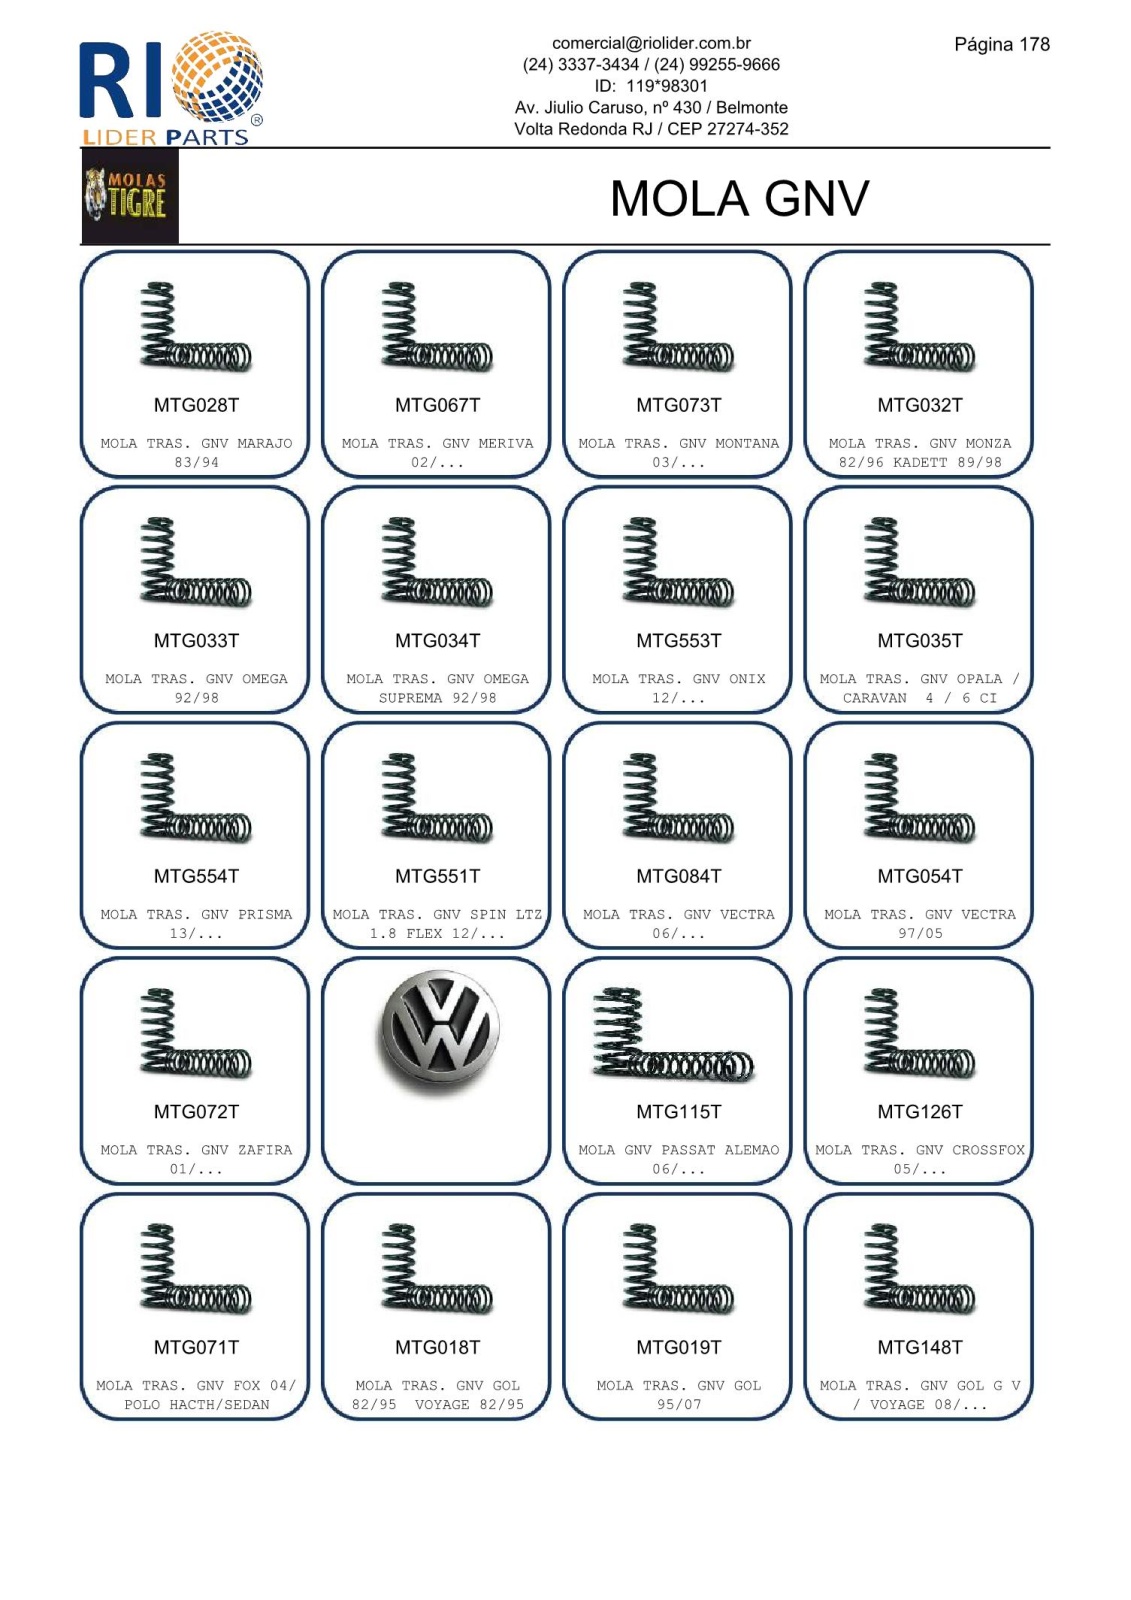 RIO
LIDER PARTS
®
comercial@riolider.com.br
(24) 3337-3434 / (24) 99255-9666
ID: 119*98301
Av. Jiulio Caruso, nº 430 / Belmonte
Volta Redonda RJ / CEP 27274-352
Página 178
MOLAS
TIGRE
MOLA GNV
MTG028T
MOLA TRAS. GNV MARAJO
83/94
MTG067T
MOLA TRAS. GNV MERIVA
02/...
MTG073T
MOLA TRAS. GNV MONTANA
03/...
MTG032T
MOLA TRAS. GNV MONZA
82/96 KADETT 89/98
MTG033T
MOLA TRAS. GNV OMEGA
92/98
MTG034T
MOLA TRAS. GNV OMEGA
SUPREMA 92/98
MTG553T
MOLA TRAS. GNV ONIX
12/...
MTG035T
MOLA TRAS. GNV OPALA /
CARAVAN 4 / 6 CI
MTG554T
MOLA TRAS. GNV PRISMA
13/...
MTG551T
MOLA TRAS. GNV SPIN LTZ
1.8 FLEX 12/...
MTG084T
MOLA TRAS. GNV VECTRA
06/...
MTG054T
MOLA TRAS. GNV VECTRA
97/05
MTG072T
MOLA TRAS. GNV ZAFIRA
01/...
VW
MTG115T
MOLA GNV PASSAT ALEMAO
06/...
MTG126T
MOLA TRAS. GNV CROSSFOX
05/...
MTG071T
MOLA TRAS. GNV FOX 04/
POLO HACTH/SEDAN
MTG018T
MOLA TRAS. GNV GOL
82/95 VOYAGE 82/95
MTG019T
MOLA TRAS. GNV GOL
95/07
MTG148T
MOLA TRAS. GNV GOL G V
/ VOYAGE 08/...